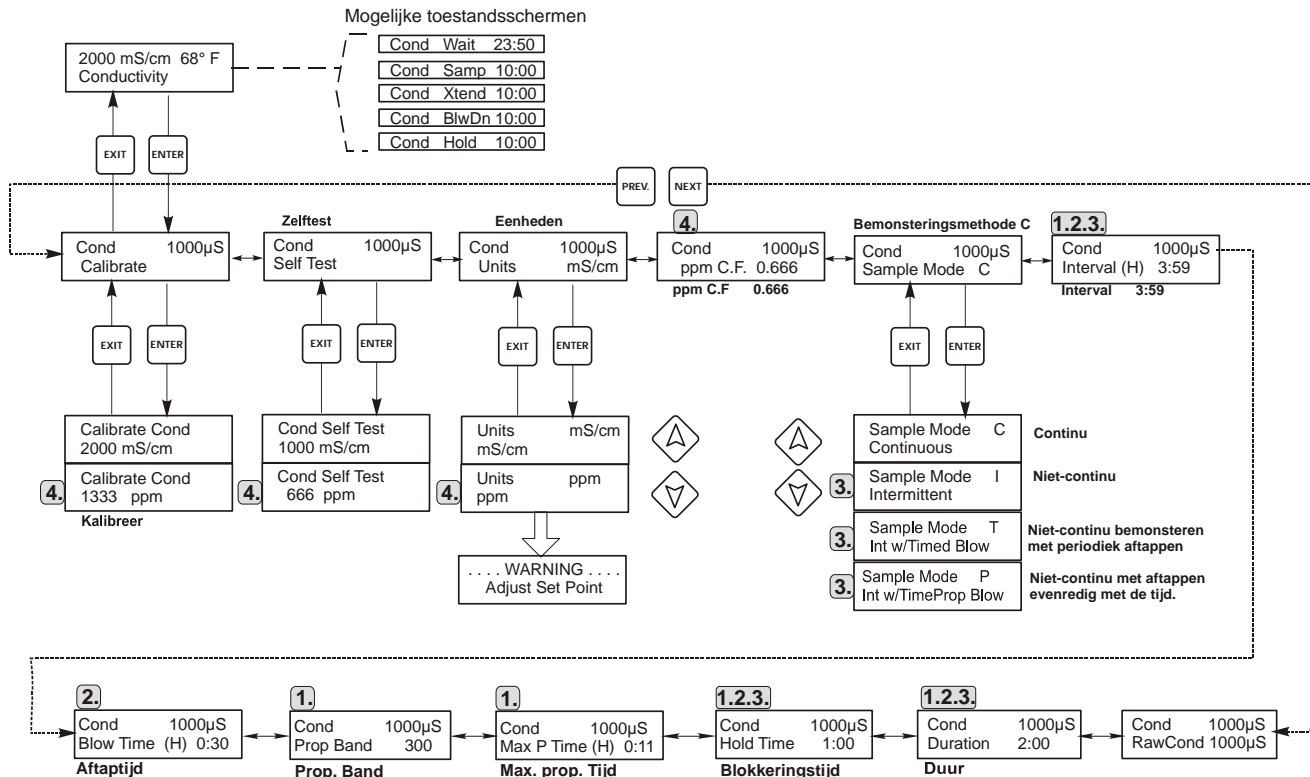 Mogelijke toestandsschermen
2000 mS/cm 68° F
Conductivity
Cond Wait 23:50
Cond Samp 10:00
Cond Xtend 10:00
Cond BlwDn 10:00
Cond Hold 10:00
EXIT
ENTER
PREV.
NEXT
Cond 1000µS
Calibrate
Zelftest
Cond 1000µS
Self Test
Eenheden
Cond 1000µS
Units mS/cm
4.
Cond 1000µS
ppm C.F. 0.666
ppm C.F 0.666
Bemonsteringsmethode C
Cond 1000µS
Sample Mode C
1.2.3.
Cond 1000µS
Interval (H) 3:59
Interval 3:59
EXIT
ENTER
EXIT
ENTER
EXIT
ENTER
EXIT
ENTER
Calibrate Cond
2000 mS/cm
4.
Calibrate Cond
1333 ppm
Kalibreer
Cond Self Test
1000 mS/cm
4.
Cond Self Test
666 ppm
Units mS/cm
mS/cm
4.
Units ppm
ppm
. . . . WARNING . . . .
Adjust Set Point
Sample Mode C
Continuous
Continu
3.
Sample Mode I
Intermittent
Niet-continu
3.
Sample Mode T
Int w/Timed Blow
Niet-continu bemonsteren
met periodiek aftappen
3.
Sample Mode P
Int w/TimeProp Blow
Niet-continu met aftappen
evenredig met de tijd.
2.
Cond 1000µS
Blow Time (H) 0:30
Aftaptijd
1.
Cond 1000µS
Prop Band 300
Prop. Band
1.
Cond 1000µS
Max P Time (H) 0:11
Max. prop. Tijd
1.2.3.
Cond 1000µS
Hold Time 1:00
Blokkeringstijd
1.2.3.
Cond 1000µS
Duration 2:00
Duur
Cond 1000µS
RawCond 1000µS